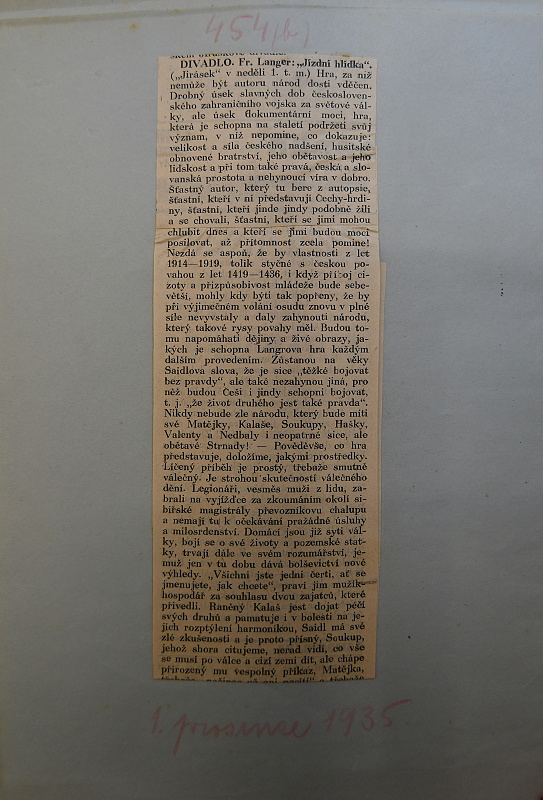 454(b)
DIVADLO. Fr. Langer: „Jízdní hlídka“.
(„Jirásek“ v neděli 1. t. m.) Hra, za niž
nemůže být autoru národ dosti vděčen.
Drobný úsek slavných dob českosloven-
ského zahraničního vojska za světové vál-
ky, ale úsek dokumentární moci, hra,
která je schopna na staletí podržeti svůj
význam, v níž nepomine, co dokazuje:
velikost a síla českého nadšení, husitské
obnovené bratrství, jeho obětavost a jeho
lidskost a při tom také pravá, česká a slo-
vanská prostota a nehynoucí víra v dobro.
Šťastný autor, který tu bere z autopsie,
šťastní, kteří v ní představují Čechy-hrdi-
ny, šťastní, kteří jinde jindy podobně žili
a se chovali, šťastní, kteří se jimi mohou
chlubit dnes a kteří se jimi budou moci
posilovat, až přítomnost zcela pomine!
Nezdá se aspoň, že by vlastnosti z let
1914—1919, tolik styčné s českou po-
vahou z let 1419—1436, i když příboj ci-
zoty a přizpůsobivost mládeže bude sebe-
větší, mohly kdy býti tak popřeny, že by
při výjimečném volání osudu znovu v plné
síle nevyvstaly a daly zahynouti národu,
který takové rysy povahy měl. Budou to-
mu napomáhati dějiny a živé obrazy, ja-
kých je schopna Langrova hra každým
dalším provedením. Zůstanou na věky
Saidlova slova, že je sice „těžké bojovat
bez pravdy“, ale také nezahynou jiná, pro
něž budou Češi i jindy schopni bojovat,
t. j. „že život druhého jest také pravda“.
Nikdy nebude zle národu, který bude míti
své Matějky, Kalaše, Soukupy, Hašky,
Valenty a Nedbaly i neopatrné sice, ale
obětavé Strnady! — Pověděvše, co hra
představuje, doložíme, jakými prostředky.
Líčený příběh je prostý, třebaže smutně
válečný. Je strohou skutečností válečného
dění. Legionáři, vesměs muži z lidu, za-
brali na vyjížďce za zkoumáním okolí si-
biřské magistrály převozníkovu chalupu
a nemají tu k očekávání pražádné úsluhy
a milosrdenství. Domácí jsou již syti vál-
ky, bojí se o své životy a pozemské stat-
ky, trvají dále ve svém rozumářství, je-
muž jen v tu dobu dává bolševictví nové
výhledy. „Všichni jste jedni čerti, ať se
jmenujete, jak chcete“, praví jim mužík-
hospodář za souhlasu dvou zajatců, které
přivedli. Raněný Kalaš jest dojat péčí
svých druhů a pamatuje i v bolesti na je-
jich rozptýlení harmonikou, Saidl má své
zlé zkušenosti a je proto přísný, Soukup,
jehož shora citujeme, nerad vidí, co vše
se musí po válce a cizí zemi dít, ale chápe
přirozený mu vespolný příkaz, Matějka,
1. prosince 1935